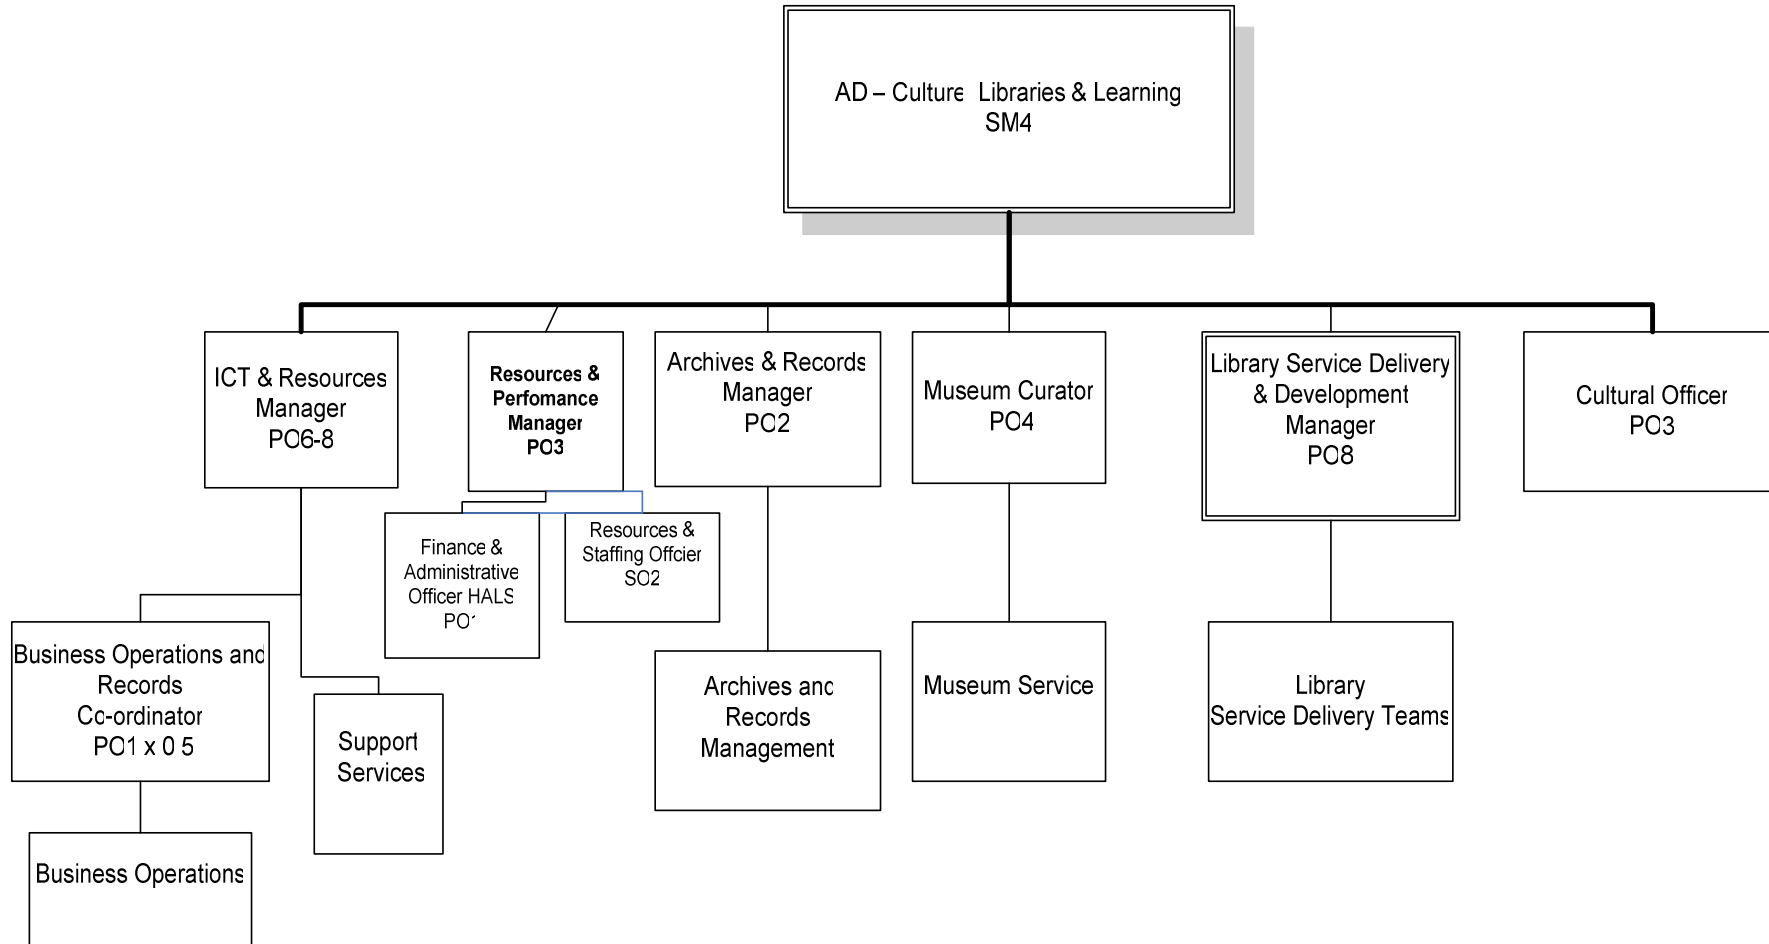 AD – Culture Libraries & Learning
SM4
ICT & Resources
Manager
PO6-8
Resources &
Perfomance
Manager
PO3
Archives & Records
Manager
PO2
Museum Curator
PO4
Library Service Delivery
& Development
Manager
PO8
Cultural Officer
PO3
Finance &
Administrative
Officer HALS
PO1
Resources &
Staffing Offcier
SO2
Business Operations and
Records
Co-ordinator
PO1 x 0 5
Support
Services
Archives and
Records
Management
Museum Service
Library
Service Delivery Teams
Business Operations